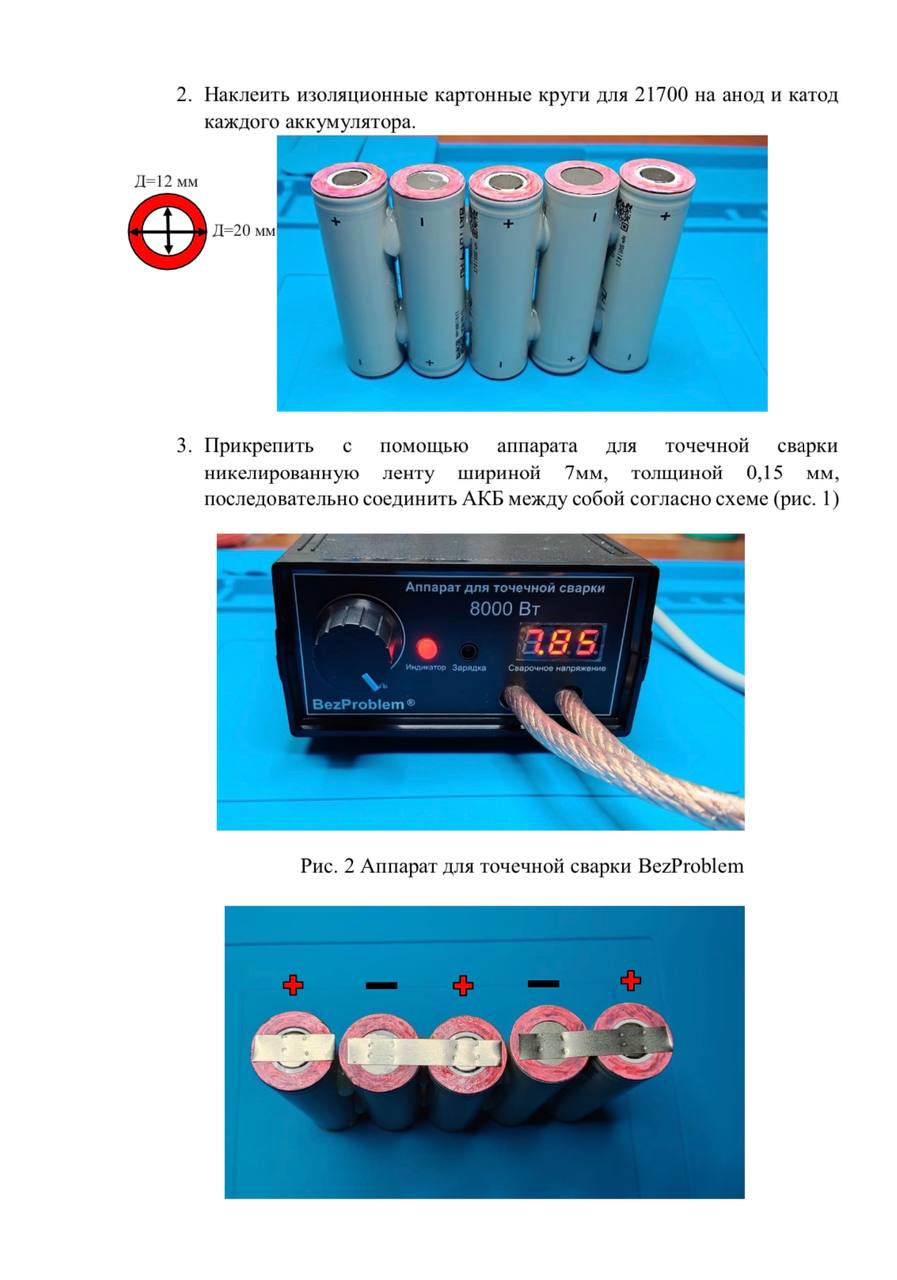 2. Наклеить изоляционные картонные круги для 21700 на анод и катод
каждого аккумулятора.
Д=12 мм
Д=20 мм
+ - + - +
- + - + -
3. Прикрепить с помощью аппарата для точечной сварки
никелированную ленту шириной 7мм, толщиной 0,15 мм,
последовательно соединить АКБ между собой согласно схеме (рис. 1)
Аппарат для точечной сварки
8000 Вт
7.85
Индикатор Зарядка Сварочное напряжение
BezProblem®
Рис. 2 Аппарат для точечной сварки BezProblem
+ - + - +